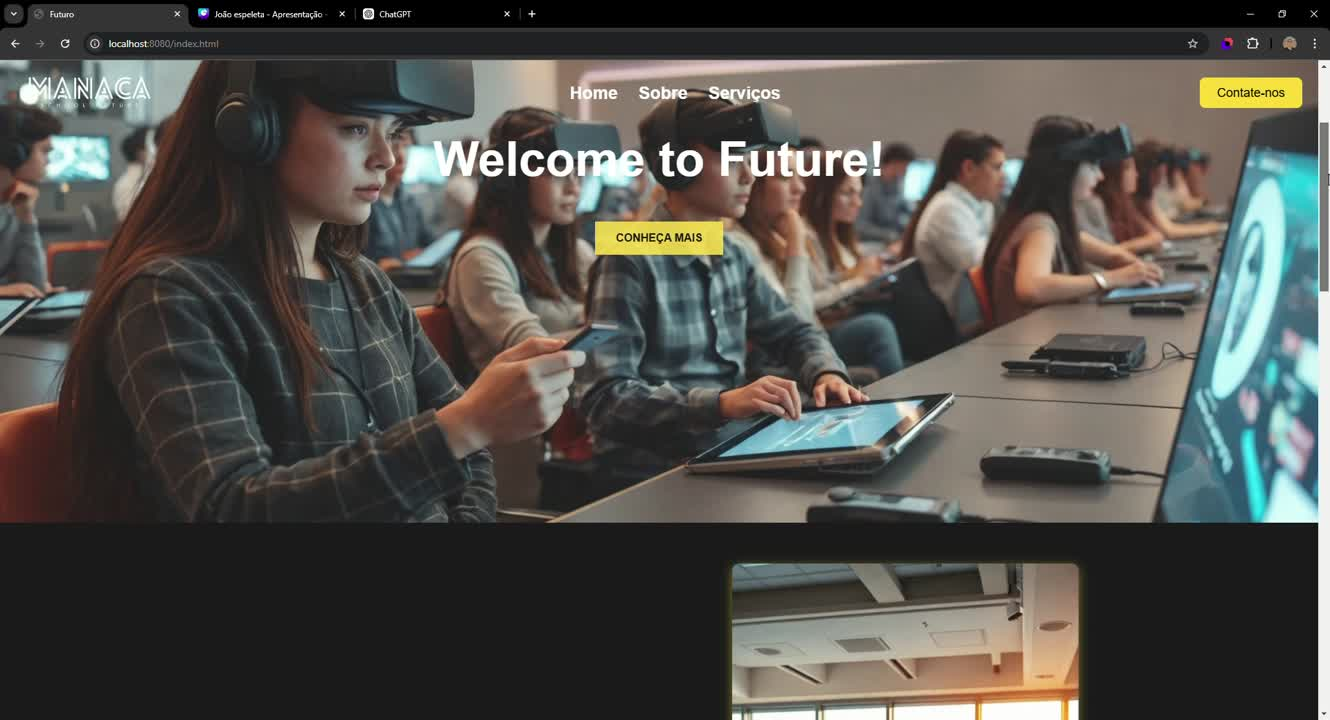 Futuro
João espeleta - Apresentação
ChatGPT
localhost:8080/index.html
MANACA
Home Sobre Serviços
Contate-nos
Welcome to Future!
CONHEÇA MAIS